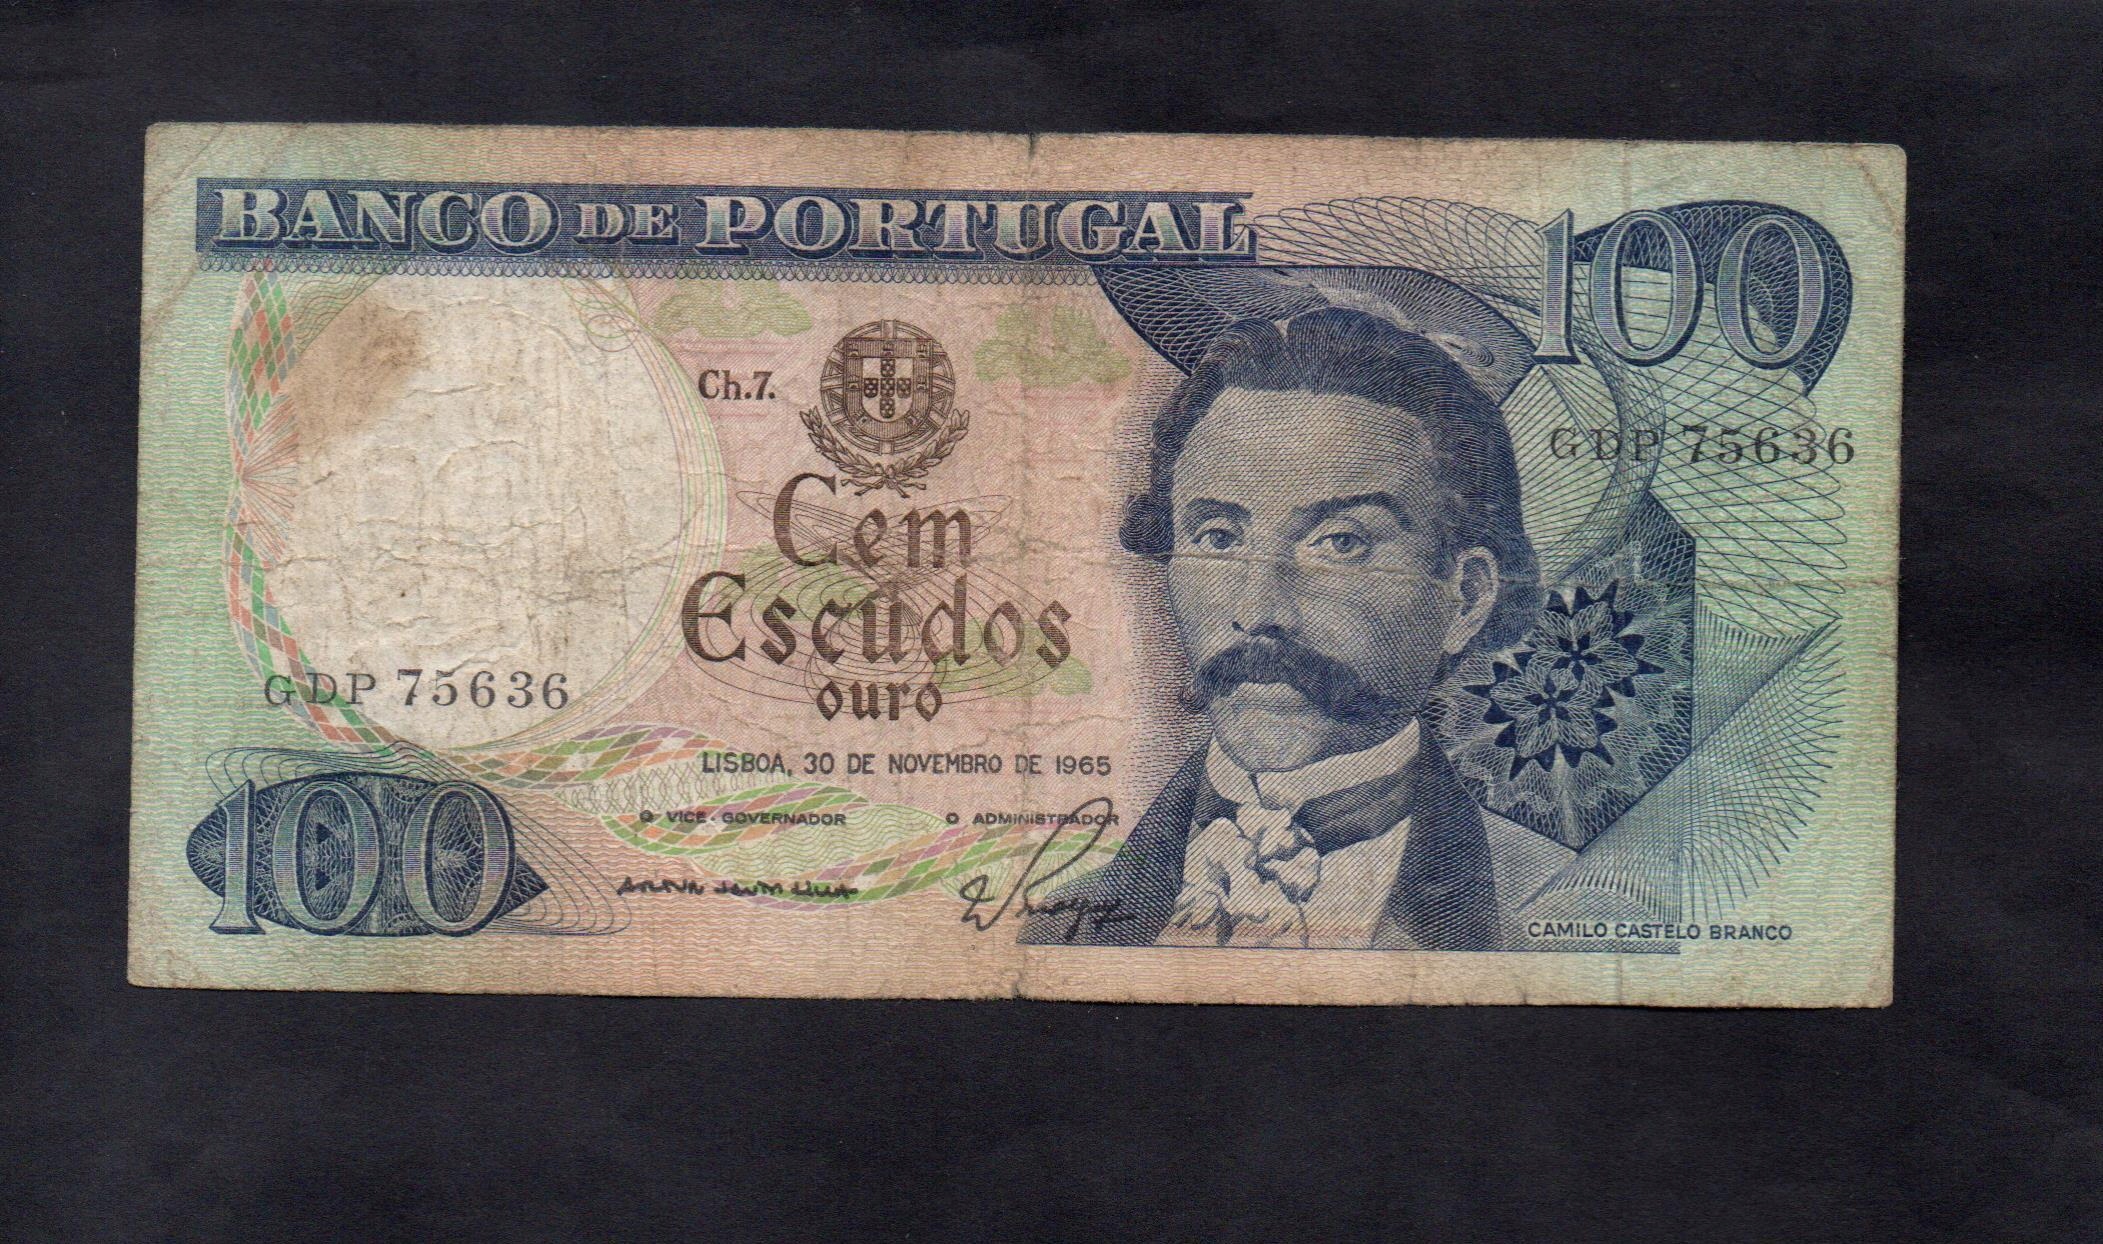 BANCO DE PORTUGAL
100
Ch.7.
GDP 75636
Cem
Escudos
ouro
GDP 75636
LISBOA, 30 DE NOVEMBRO DE 1965
O VICE-GOVERNADOR
O ADMINISTRADOR
100
CAMILO CASTELO BRANCO